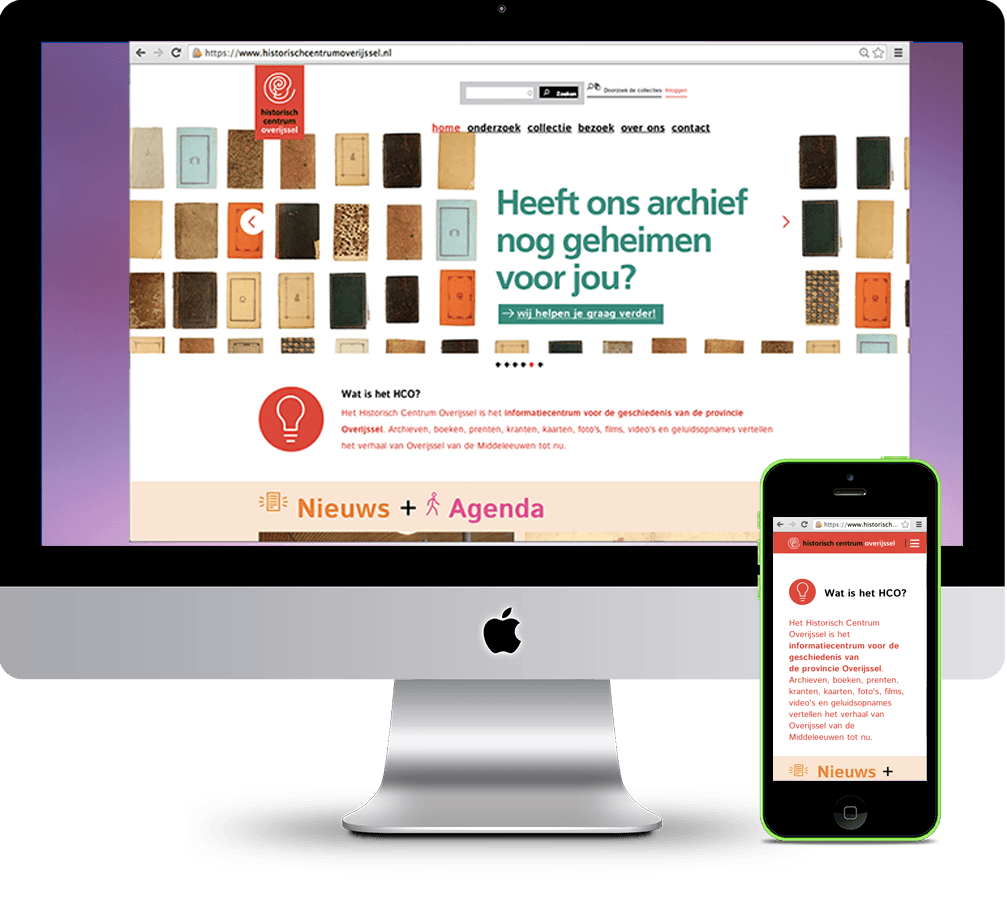 https://www.historischcentrumoverijssel.nl
historisch
centrum
overijssel
Zoeken
Doorzoek de collecties
Inloggen
home onderzoek collectie bezoek over ons contact
Heeft ons archief
nog geheimen
voor jou?
wij helpen je graag verder!
Wat is het HCO?
Het Historisch Centrum Overijssel is het informatiecentrum voor de geschiedenis van de provincie
Overijssel. Archieven, boeken, prenten, kranten, kaarten, foto's, films, video's en geluidsopnames vertellen
het verhaal van Overijssel van de Middeleeuwen tot nu.
Nieuws + Agenda
https://www.historisch...
historisch centrum overijssel
Wat is het HCO?
Het Historisch Centrum
Overijssel is het
informatiecentrum voor de
geschiedenis van
de provincie Overijssel.
Archieven, boeken, prenten,
kranten, kaarten, foto's, films,
video's en geluidsopnames
vertellen het verhaal van
Overijssel van de
Middeleeuwen tot nu.
Nieuws +